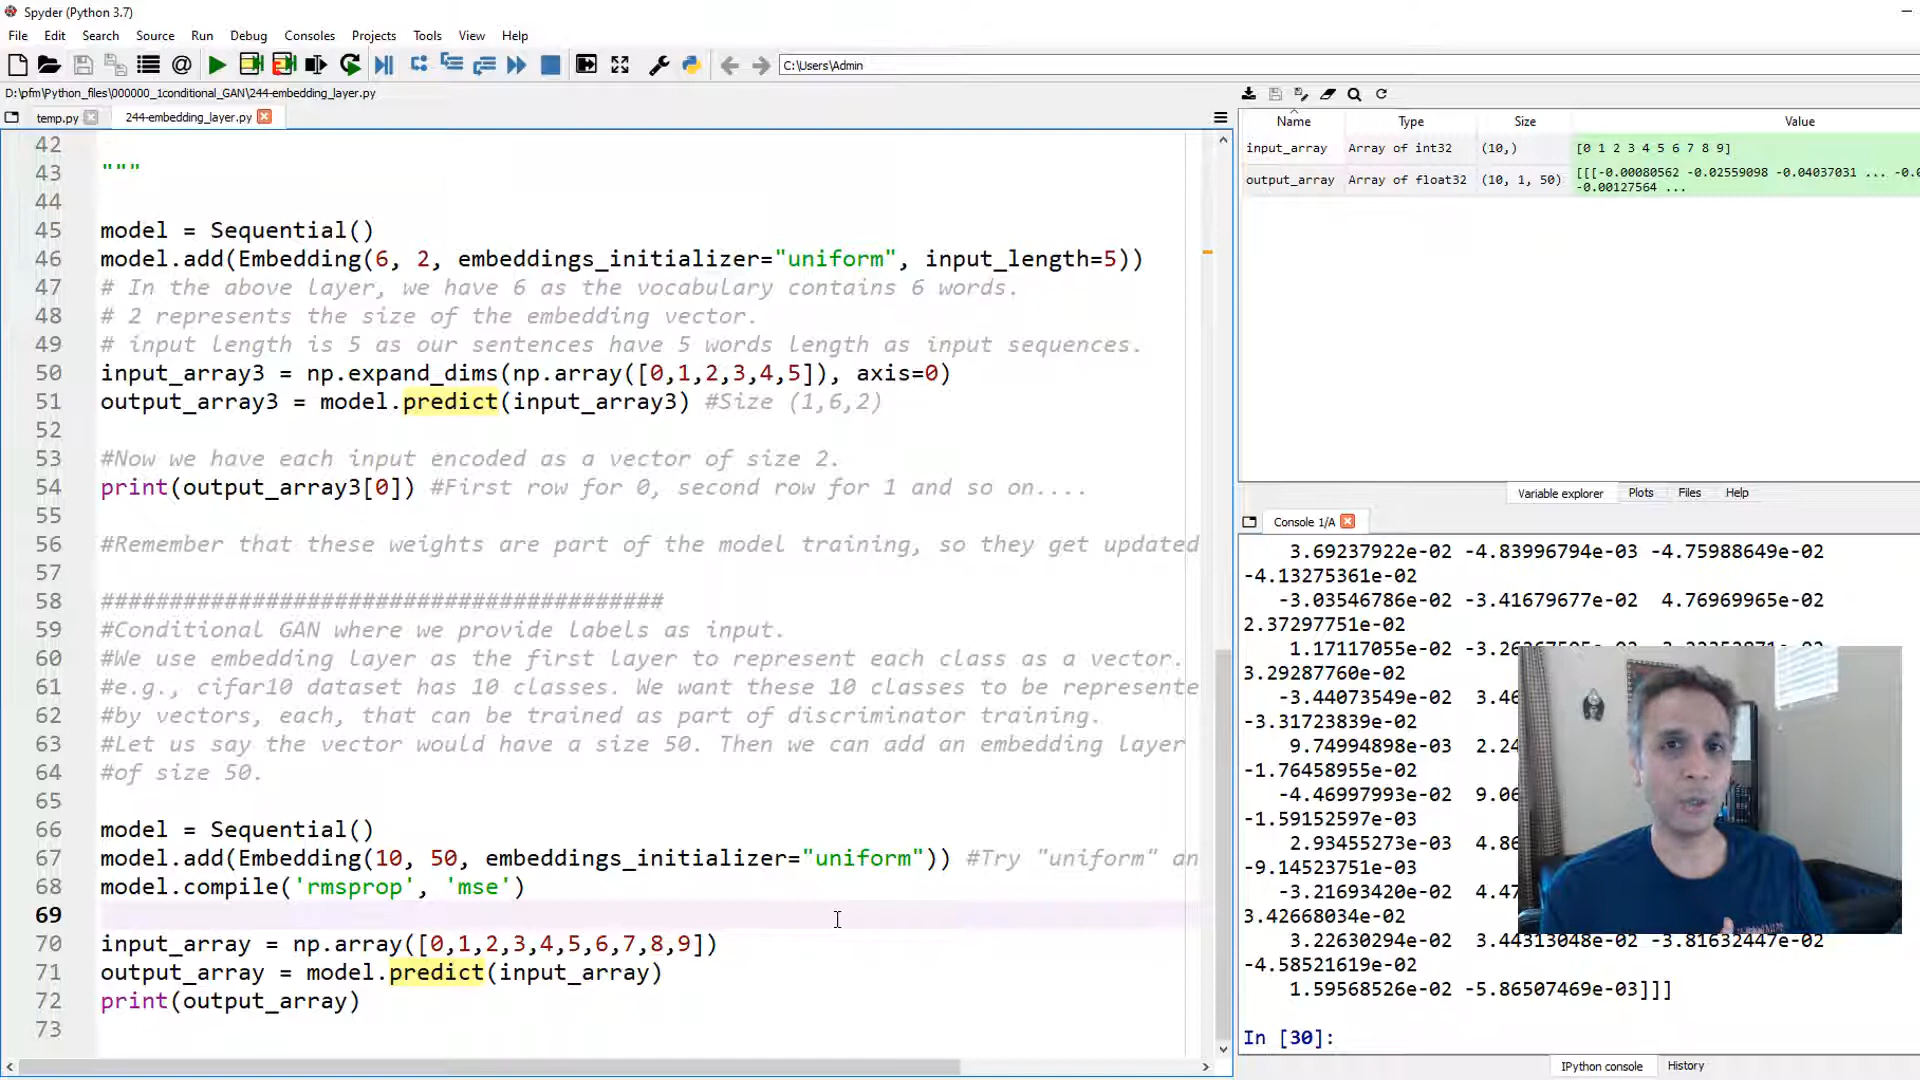 Spyder (Python 3.7)
File Edit Search Source Run Debug Consoles Projects Tools View Help
C:\Users\Admin
D:\pfm\Python_files\000000_1conditional_GAN\244-embedding_layer.py
temp.py 244-embedding_layer.py
42
43 """
44
45 model = Sequential()
46 model.add(Embedding(6, 2, embeddings_initializer="uniform", input_length=5))
47 # In the above layer, we have 6 as the vocabulary contains 6 words.
48 # 2 represents the size of the embedding vector.
49 # input length is 5 as our sentences have 5 words length as input sequences.
50 input_array3 = np.expand_dims(np.array([0,1,2,3,4,5]), axis=0)
51 output_array3 = model.predict(input_array3) #Size (1,6,2)
52
53 #Now we have each input encoded as a vector of size 2.
54 print(output_array3[0]) #First row for 0, second row for 1 and so on....
55
56 #Remember that these weights are part of the model training, so they get updated
57
58 #########################################
59 #Conditional GAN where we provide labels as input.
60 #We use embedding layer as the first layer to represent each class as a vector.
61 #e.g., cifar10 dataset has 10 classes. We want these 10 classes to be represente
62 #by vectors, each, that can be trained as part of discriminator training.
63 #Let us say the vector would have a size 50. Then we can add an embedding layer
64 #of size 50.
65
66 model = Sequential()
67 model.add(Embedding(10, 50, embeddings_initializer="uniform")) #Try "uniform" an
68 model.compile('rmsprop', 'mse')
69
70 input_array = np.array([0,1,2,3,4,5,6,7,8,9])
71 output_array = model.predict(input_array)
72 print(output_array)
73
Name Type Size Value
input_array Array of int32 (10,) [0 1 2 3 4 5 6 7 8 9]
output_array Array of float32 (10, 1, 50) [[[-0.00080562 -0.02559098 -0.04037031 ... -0.0
-0.00127564 ...
Variable explorer Plots Files Help
Console 1/A
3.69237922e-02 -4.83996794e-03 -4.75988649e-02
-4.13275361e-02
-3.03546786e-02 -3.41679677e-02 4.76969965e-02
2.37297751e-02
1.17117055e-02
3.29287760e-02
-3.44073549e-02 3.46
-3.31723839e-02
9.74994898e-03 2.24
-1.76458955e-02
-4.46997993e-02 9.06
-1.59152597e-03
2.93455273e-03 4.86
-9.14523751e-03
-3.21693420e-02 4.47
3.42668034e-02
3.22630294e-02 3.44313048e-02 -3.81632447e-02
-4.58521619e-02
1.59568526e-02 -5.86507469e-03]]]
In [30]:
IPython console History